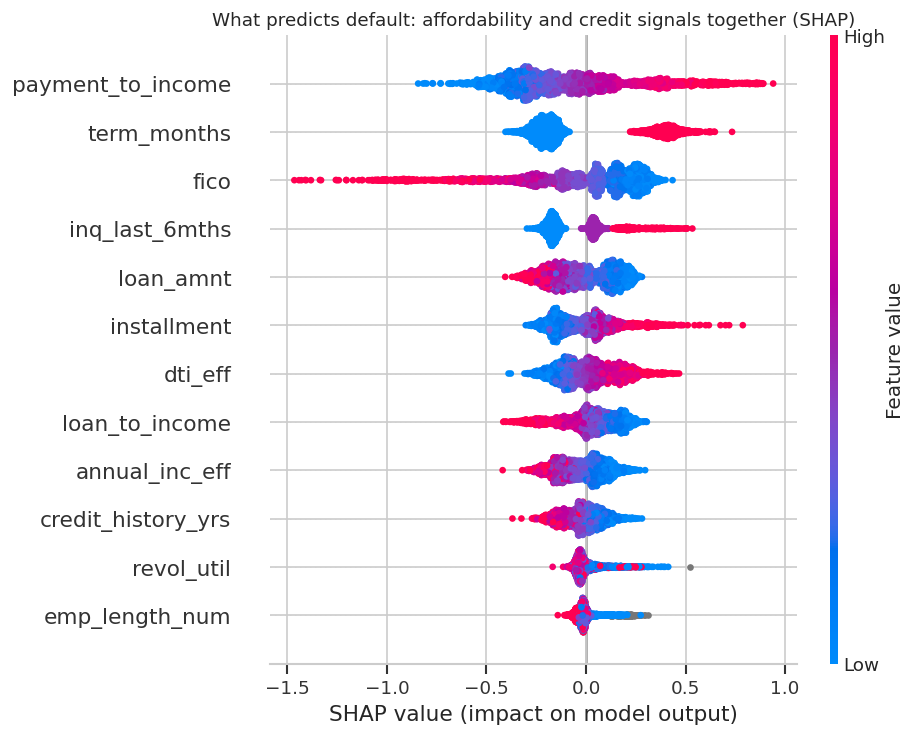 What predicts default: affordability and credit signals together (SHAP)
High
payment_to_income
term_months
fico
inq_last_6mths
loan_amnt
installment
dti_eff
loan_to_income
annual_inc_eff
credit_history_yrs
revol_util
emp_length_num
Feature value
Low
−1.5 −1.0 −0.5 0.0 0.5 1.0
SHAP value (impact on model output)